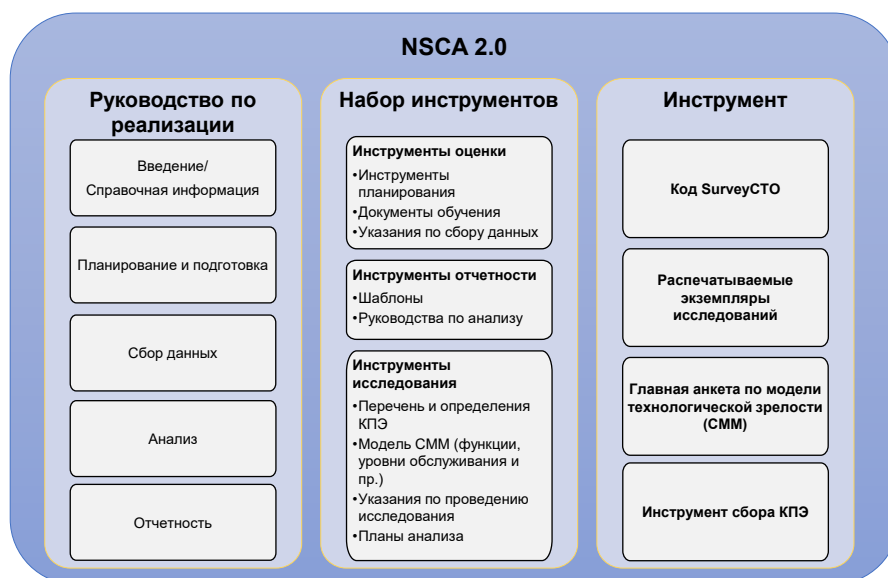 NSCA 2.0
Руководство по
реализации
Введение/
Справочная информация
Планирование и подготовка
Сбор данных
Анализ
Отчетность
Набор инструментов
Инструменты оценки
•Инструменты
планирования
•Документы обучения
•Указания по сбору данных
Инструменты отчетности
•Шаблоны
•Руководства по анализу
Инструменты
исследования
•Перечень и определения
КПЭ
•Модель СММ (функции,
уровни обслуживания и
пр.)
•Указания по проведению
исследования
•Планы анализа
Инструмент
Код SurveyCTO
Распечатываемые
экземпляры
исследований
Главная анкета по модели
технологической зрелости
(СММ)
Инструмент сбора КПЭ